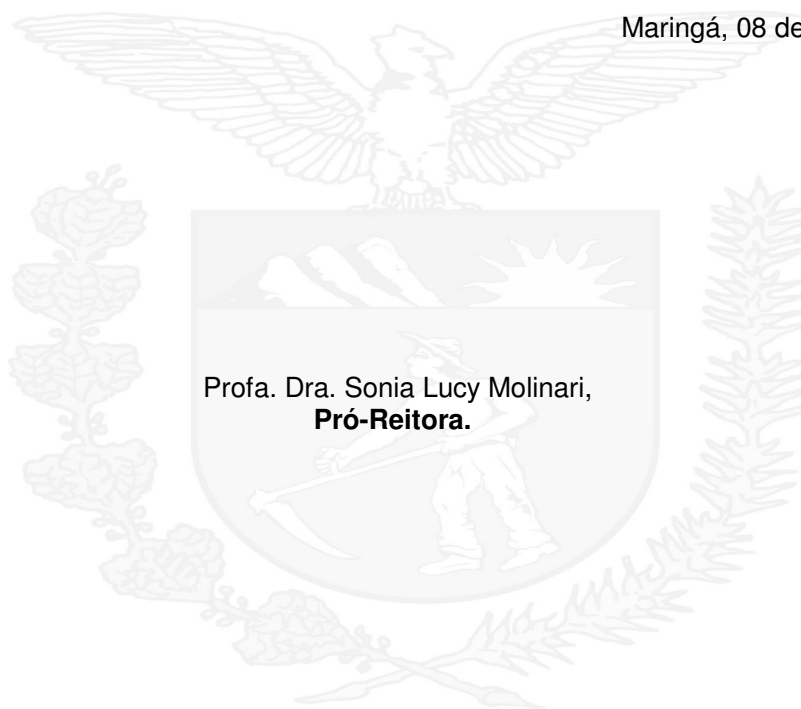 Maringá, 08 de
Profa. Dra. Sonia Lucy Molinari,
Pró-Reitora.